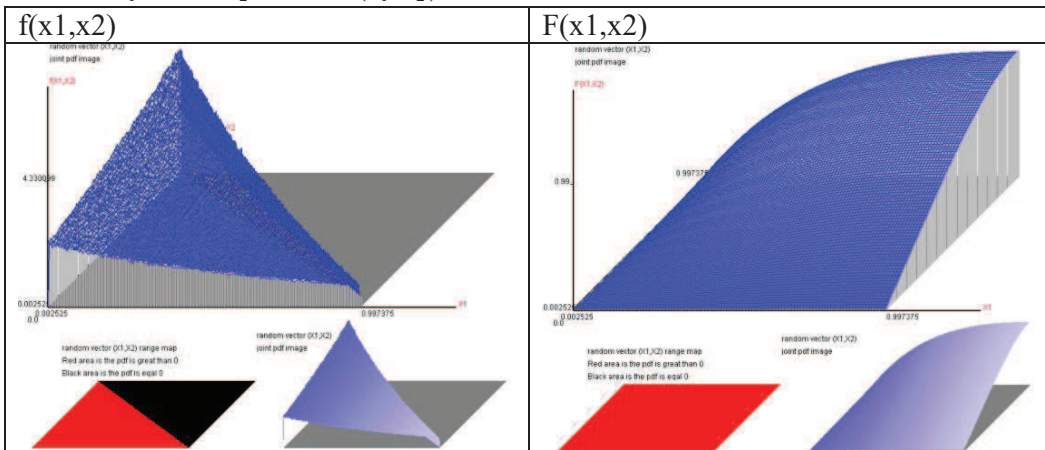 f(x1,x2)
random vector (X1,X2)
joint pdf image
f(X1,X2)
X2
4.330099
0.002525
0.002525
0.997375
X1
0.0
random vector (X1,X2) range map
Red area is the pdf is great than 0
Black area is the pdf is eqal 0
random vector (X1,X2)
joint pdf image
F(x1,x2)
random vector (X1,X2)
joint pdf image
F(X1,X2)
0.997375
0.99
0.002525
0.002525
0.997375
X1
0.0
random vector (X1,X2) range map
Red area is the pdf is great than 0
Black area is the pdf is eqal 0
random vector (X1,X2)
joint pdf image